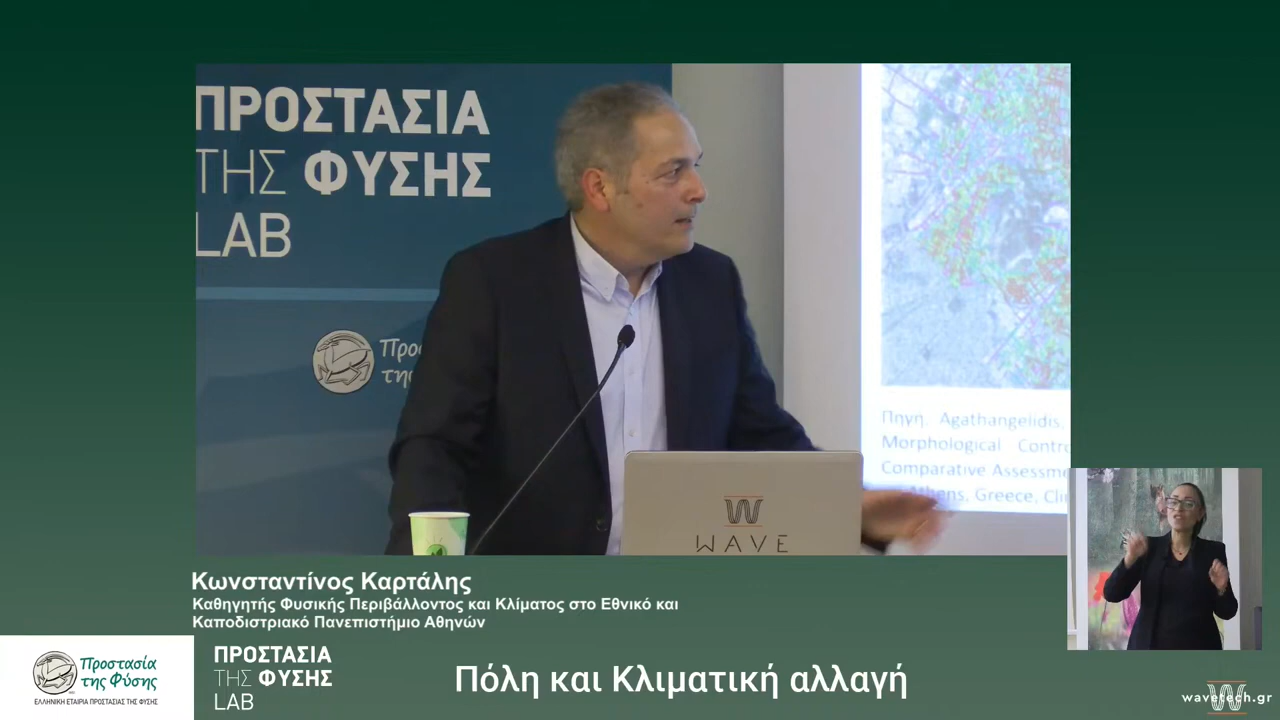 ΠΡΟΣΤΑΣΙΑ
ΤΗΣ ΦΥΣΗΣ
LAB
Προσ
της
Πηγη. Agathangelidis,
Morphological Contro
Comparative Assessme
Athens, Greece, Cli
WAVE
Κωνσταντίνος Καρτάλης
Καθηγητής Φυσικής Περιβάλλοντος και Κλίματος στο Εθνικό και
Καποδιστριακό Πανεπιστήμιο Αθηνών
Προστασία
της Φύσης
ΕΛΛΗΝΙΚΗ ΕΤΑΙΡΙΑ ΠΡΟΣΤΑΣΙΑΣ ΤΗΣ ΦΥΣΗΣ
ΠΡΟΣΤΑΣΙΑ
ΤΗΣ ΦΥΣΗΣ
LAB
Πόλη και Κλιματική αλλαγή
wavetech.gr